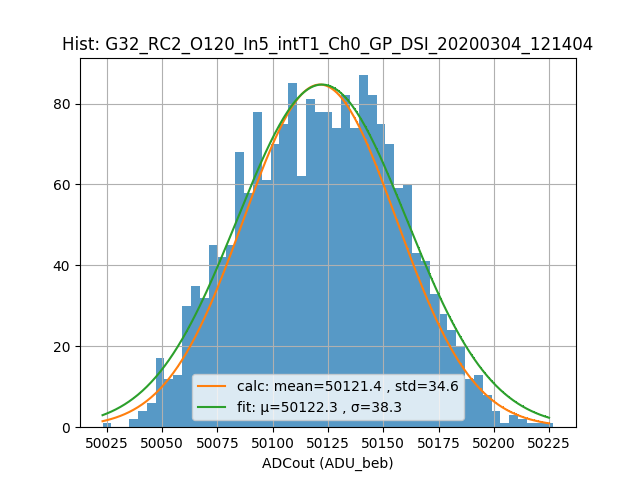 Hist: G32_RC2_O120_In5_intT1_Ch0_GP_DSI_20200304_121404
80
60
40
20
0
calc: mean=50121.4 , std=34.6
fit: μ=50122.3 , σ=38.3
50025 50050 50075 50100 50125 50150 50175 50200 50225
ADCout (ADU_beb)